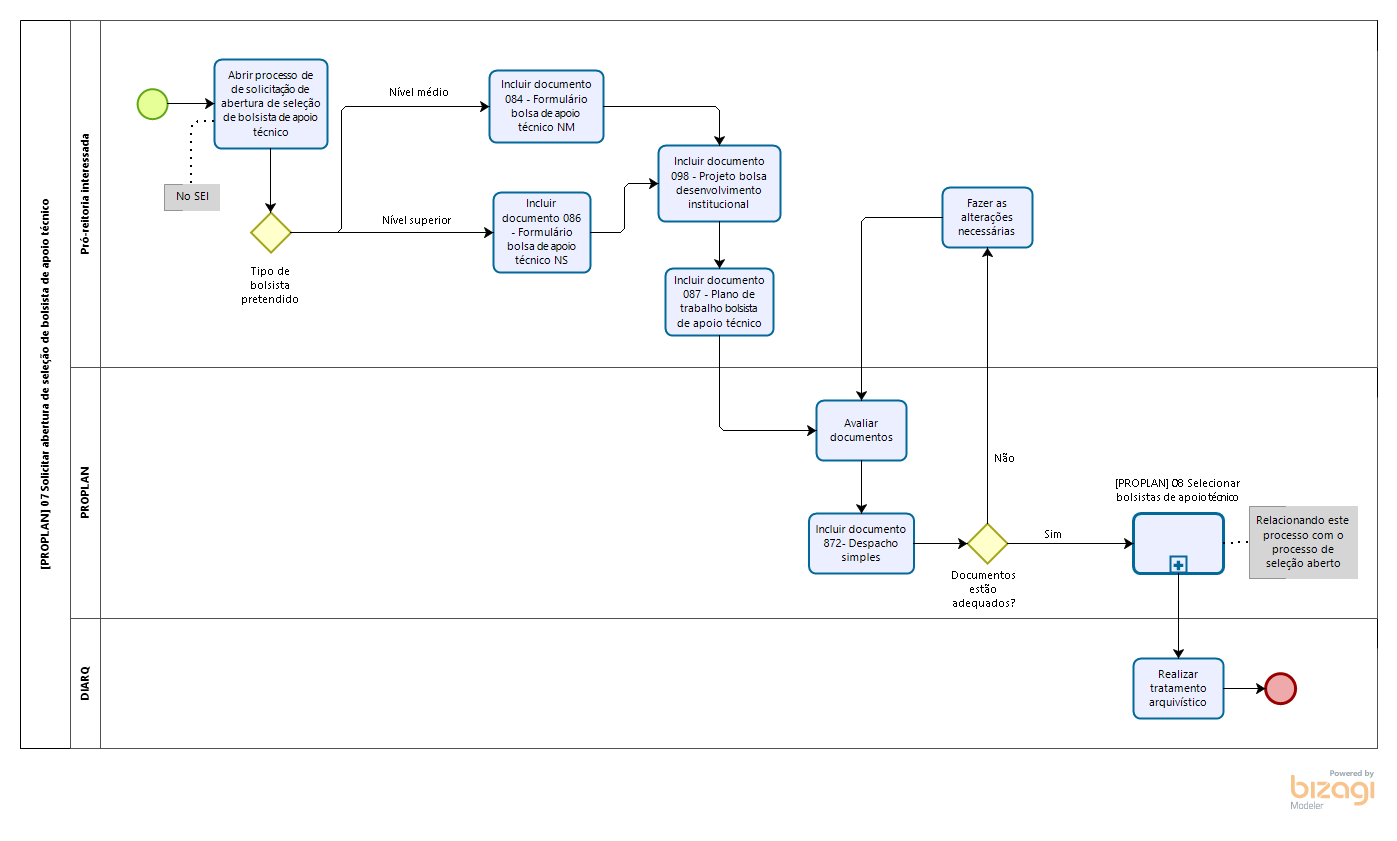 [PROPLAN] 07 Solicitar abertura de seleção de bolsista de apoio técnico
Pró-reitoria interessada
Abrir processo de
de solicitação de
abertura de seleção
de bolsista de apoio
técnico
No SEI
Tipo de
bolsista
pretendido
Nível médio
Nível superior
Incluir documento
084 - Formulário
bolsa de apoio
técnico NM
Incluir
documento 086
- Formulário
bolsa de apoio
técnico NS
Incluir documento
098 - Projeto bolsa
desenvolvimento
institucional
Incluir documento
087 - Plano de
trabalho bolsista
de apoio técnico
Fazer as
alterações
necessárias
PROPLAN
Avaliar
documentos
Incluir documento
872- Despacho
simples
Documentos
estão
adequados?
Não
Sim
[PROPLAN] 08 Selecionar
bolsistas de apoio técnico
Relacionando este
processo com o
processo de
seleção aberto
DIARQ
Realizar
tratamento
arquivístico
Powered by
bizagi
Modeler